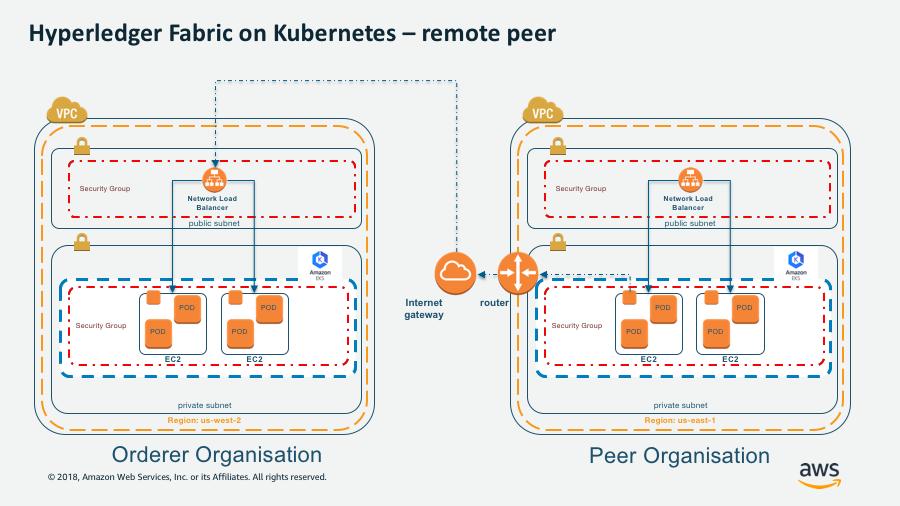 Hyperledger Fabric on Kubernetes – remote peer
VPC
Security Group
Network Load
Balancer
public subnet
Amazon
EKS
Security Group
POD
POD
EC2
POD
POD
EC2
private subnet
Region: us-west-2
Orderer Organisation
Internet
gateway
router
VPC
Security Group
Network Load
Balancer
public subnet
Amazon
EKS
Security Group
POD
POD
EC2
POD
POD
EC2
private subnet
Region: us-east-1
Peer Organisation
© 2018, Amazon Web Services, Inc. or its Affiliates. All rights reserved.
aws